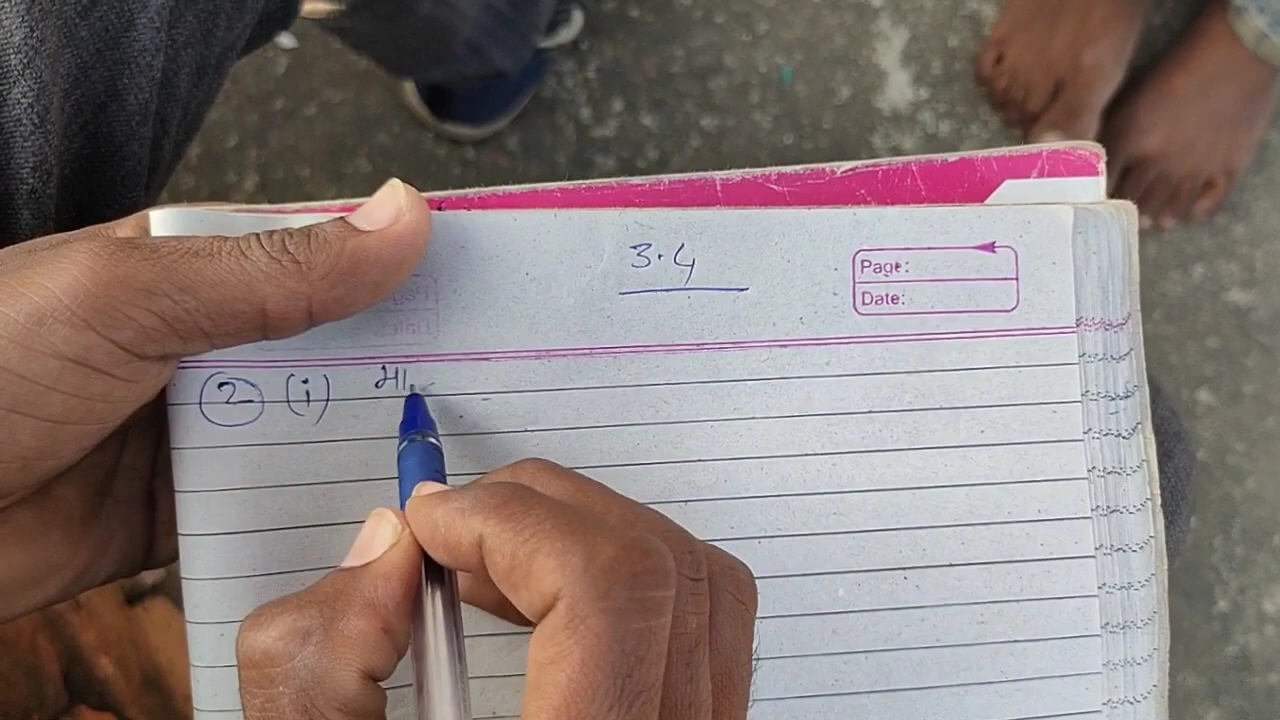 3.4
Page:
Date:
2 (i) मा